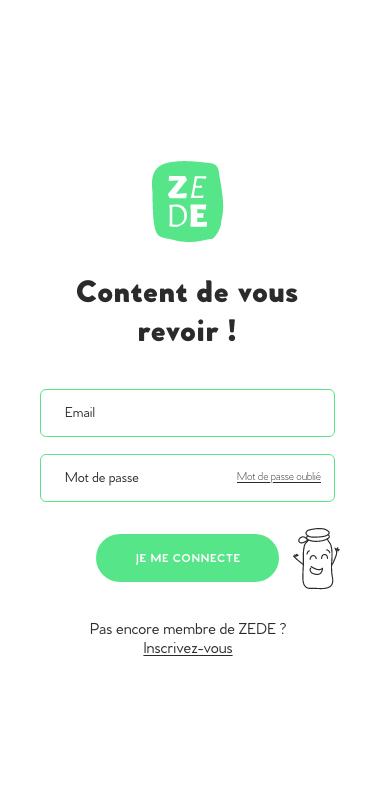 ZE
DE
Content de vous
revoir !
Email
Mot de passe
Mot de passe oublié
JE ME CONNECTE
Pas encore membre de ZEDE ?
Inscrivez-vous